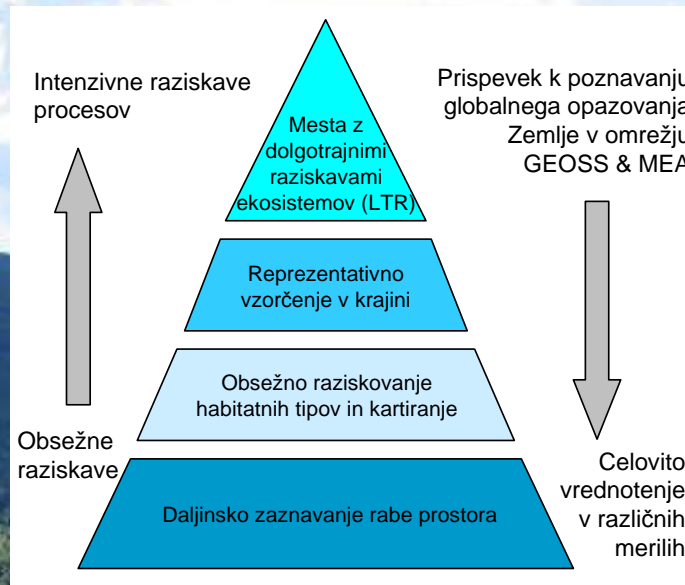 Intenzivne raziskave
procesov
Prispevek k poznavanju
globalnega opazovanja
Zemlje v omrežju
GEOSS & MEA
Mesta z
dolgotrajnimi
raziskavami
ekosistemov (LTR)
Reprezentativno
vzorčenje v krajini
Obsežno raziskovanje
habitatnih tipov in kartiranje
Obsežne
raziskave
Daljinsko zaznavanje rabe prostora
Celovito
vrednotenje
v različnih
merilih